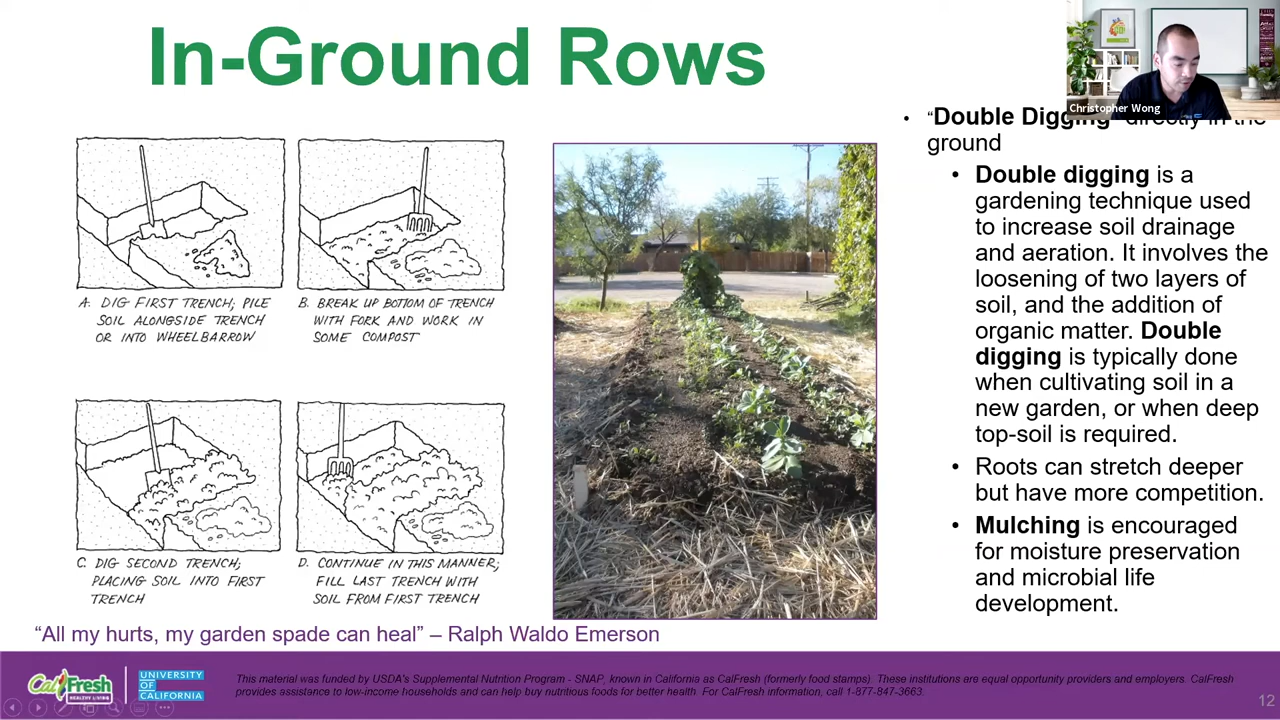 In-Ground Rows
Christopher Wong
A. DIG FIRST TRENCH; PILE
SOIL ALONGSIDE TRENCH
OR INTO WHEELBARROW
B. BREAK UP BOTTOM OF TRENCH
WITH FORK AND WORK IN
SOME COMPOST
C. DIG SECOND TRENCH;
PLACING SOIL INTO FIRST
TRENCH
D. CONTINUE IN THIS MANNER;
FILL LAST TRENCH WITH
SOIL FROM FIRST TRENCH
“All my hurts, my garden spade can heal” – Ralph Waldo Emerson
• “Double Digging” directly in the
ground
• Double digging is a
gardening technique used
to increase soil drainage
and aeration. It involves the
loosening of two layers of
soil, and the addition of
organic matter. Double
digging is typically done
when cultivating soil in a
new garden, or when deep
top-soil is required.
• Roots can stretch deeper
but have more competition.
• Mulching is encouraged
for moisture preservation
and microbial life
development.
CalFresh
HEALTHY LIVING
UNIVERSITY
OF
CALIFORNIA
This material was funded by USDA's Supplemental Nutrition Program - SNAP, known in California as CalFresh (formerly food stamps). These institutions are equal opportunity providers and employers. CalFresh
provides assistance to low-income households and can help buy nutritious foods for better health. For CalFresh information, call 1-877-847-3663.
12